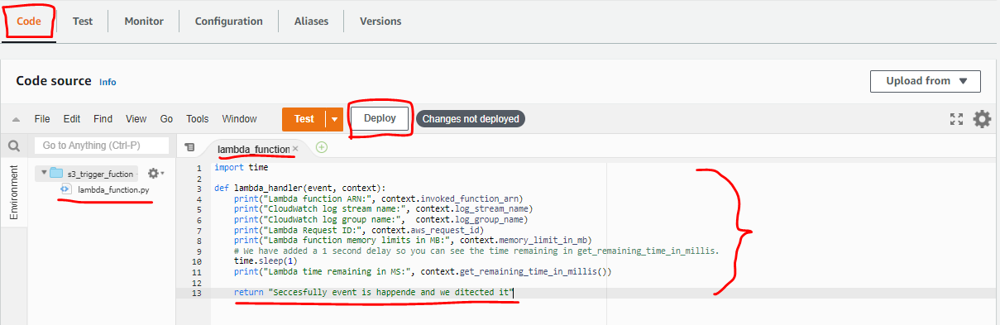 Code Test Monitor Configuration Aliases Versions
Code source Info Upload from
File Edit Find View Go Tools Window Test Deploy Changes not deployed
Go to Anything (Ctrl-P) lambda_function
Environment
s3_trigger_fuction
lambda_function.py
1 import time
2
3 def lambda_handler(event, context):
4 print("Lambda function ARN:", context.invoked_function_arn)
5 print("CloudWatch log stream name:", context.log_stream_name)
6 print("CloudWatch log group name:",  context.log_group_name)
7 print("Lambda Request ID:", context.aws_request_id)
8 print("Lambda function memory limits in MB:", context.memory_limit_in_mb)
9 # We have added a 1 second delay so you can see the time remaining in get_remaining_time_in_millis.
10 time.sleep(1)
11 print("Lambda time remaining in MS:", context.get_remaining_time_in_millis())
12
13 return "Seccesfully event is happende and we ditected it"